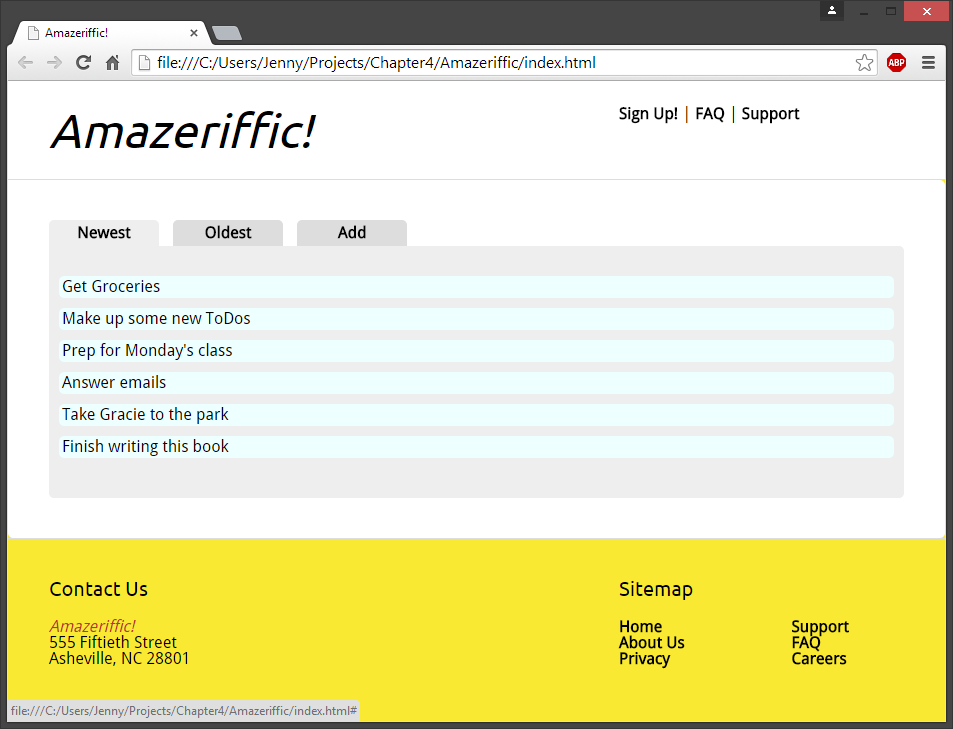 Amazeriffic!
file:///C:/Users/Jenny/Projects/Chapter4/Amazeriffic/index.html
ABP
Amazeriffic!
Sign Up! | FAQ | Support
Newest Oldest Add
Get Groceries
Make up some new ToDos
Prep for Monday's class
Answer emails
Take Gracie to the park
Finish writing this book
Contact Us
Amazeriffic!
555 Fiftieth Street
Asheville, NC 28801
Sitemap
Home Support
About Us FAQ
Privacy Careers
file:///C:/Users/Jenny/Projects/Chapter4/Amazeriffic/index.html#